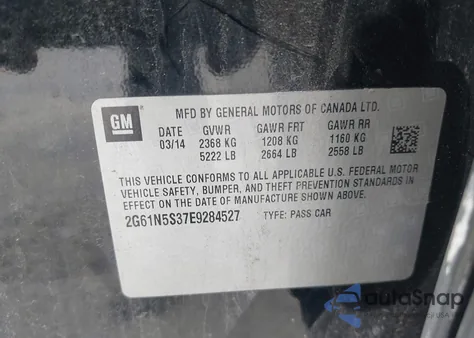 GM
MFD BY GENERAL MOTORS OF CANADA LTD.
DATE GVWR GAWR FRT GAWR RR
03/14 2368 KG 1208 KG 1160 KG
5222 LB 2664 LB 2558 LB
THIS VEHICLE CONFORMS TO ALL APPLICABLE U.S. FEDERAL MOTOR
VEHICLE SAFETY, BUMPER, AND THEFT PREVENTION STANDARDS IN
EFFECT ON THE DATE OF MANUFACTURE SHOWN ABOVE.
2G61N5S37E9284527 TYPE: PASS CAR
autoSnap